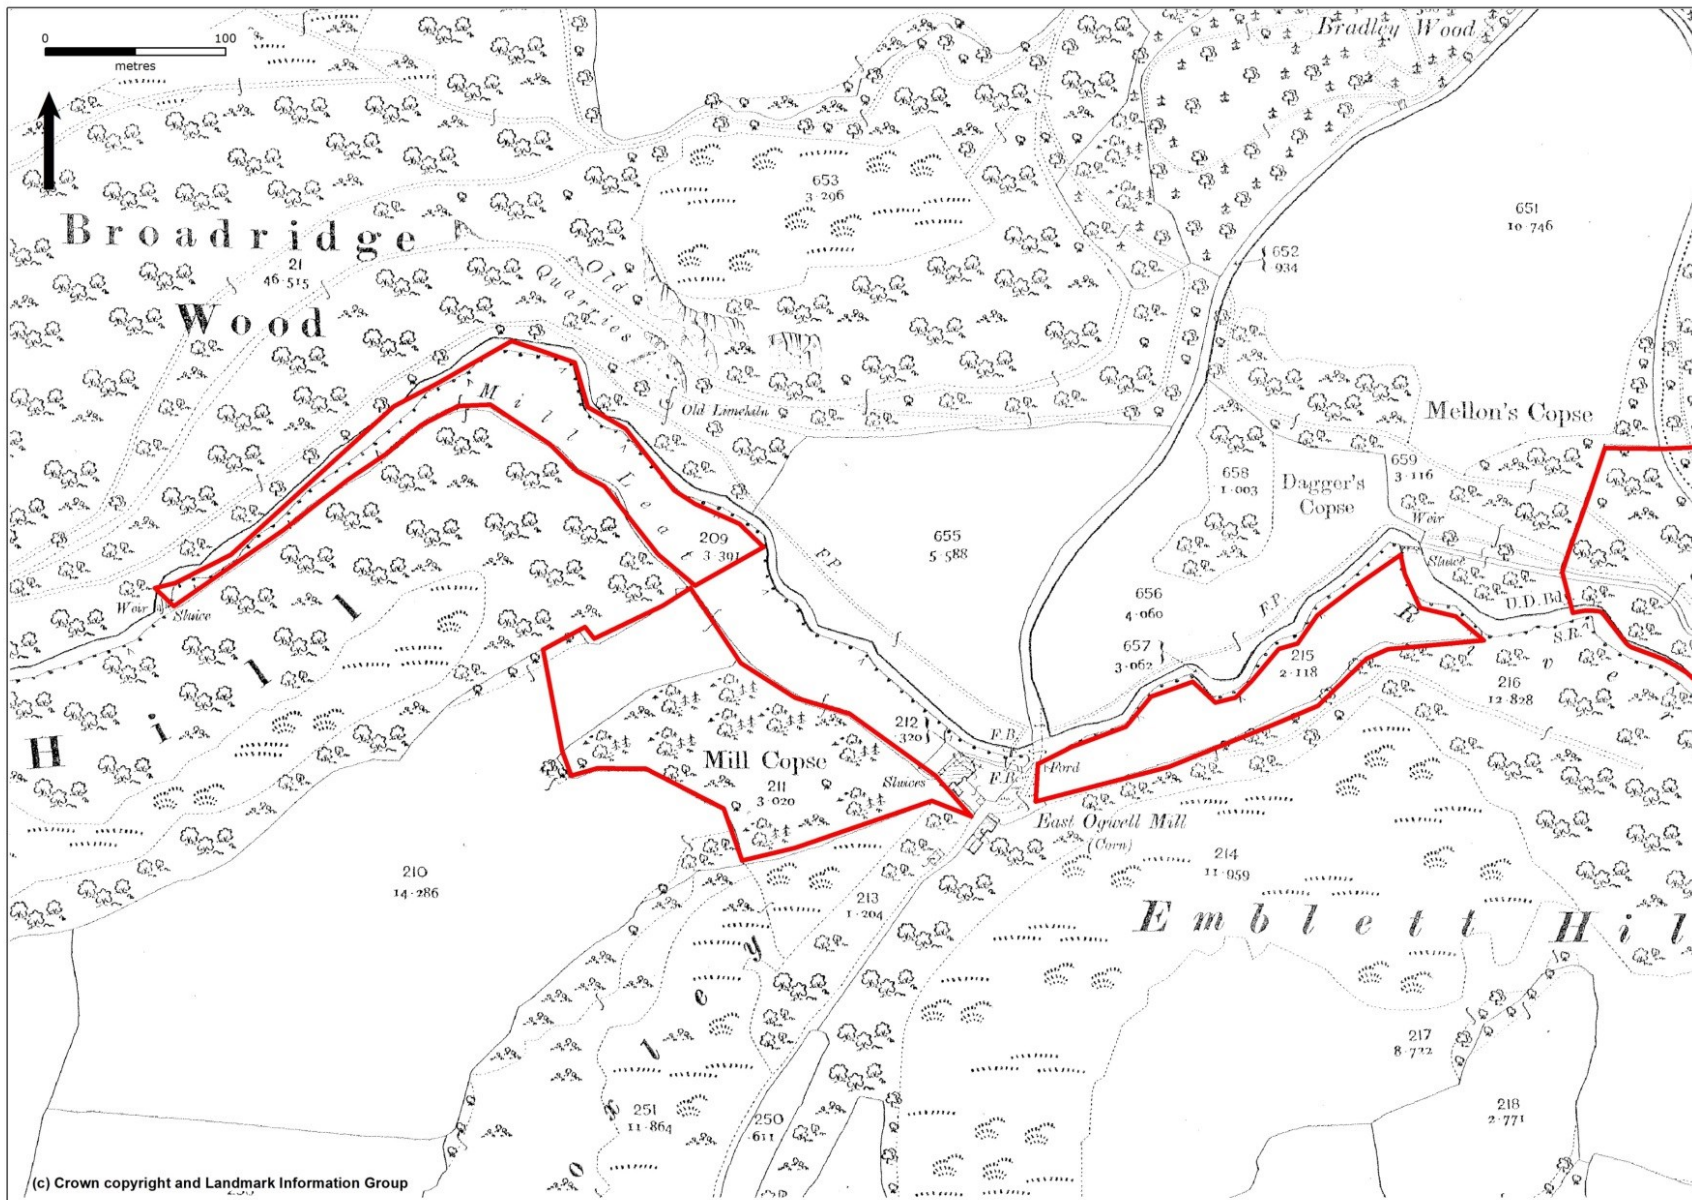 0 100
metres
Bradley Wood
653
3·296
651
10·746
Broadridge
Wood
21
46·515
Old
Quarries
652
934
Mill Leat
Old Limekiln
Mellon's Copse
659
3·116
658
1·003
Dagger's
Copse
Weir
Sluice
209
3·391
F.P.
655
5·588
656
4·060
F.P.
D.D. Bdy.
S.B.
Weir
Sluice
657
3·062
215
2·118
River
216
12·828
Hill
212
·320
F.B.
F.B.
Ford
Mill Copse
211
3·020
Sluices
East Ogwell Mill
(Corn)
210
14·286
213
1·204
214
11·959
Emblett Hil
217
8·722
oxley
251
11·864
250
·611
218
2·771
(c) Crown copyright and Landmark Information Group